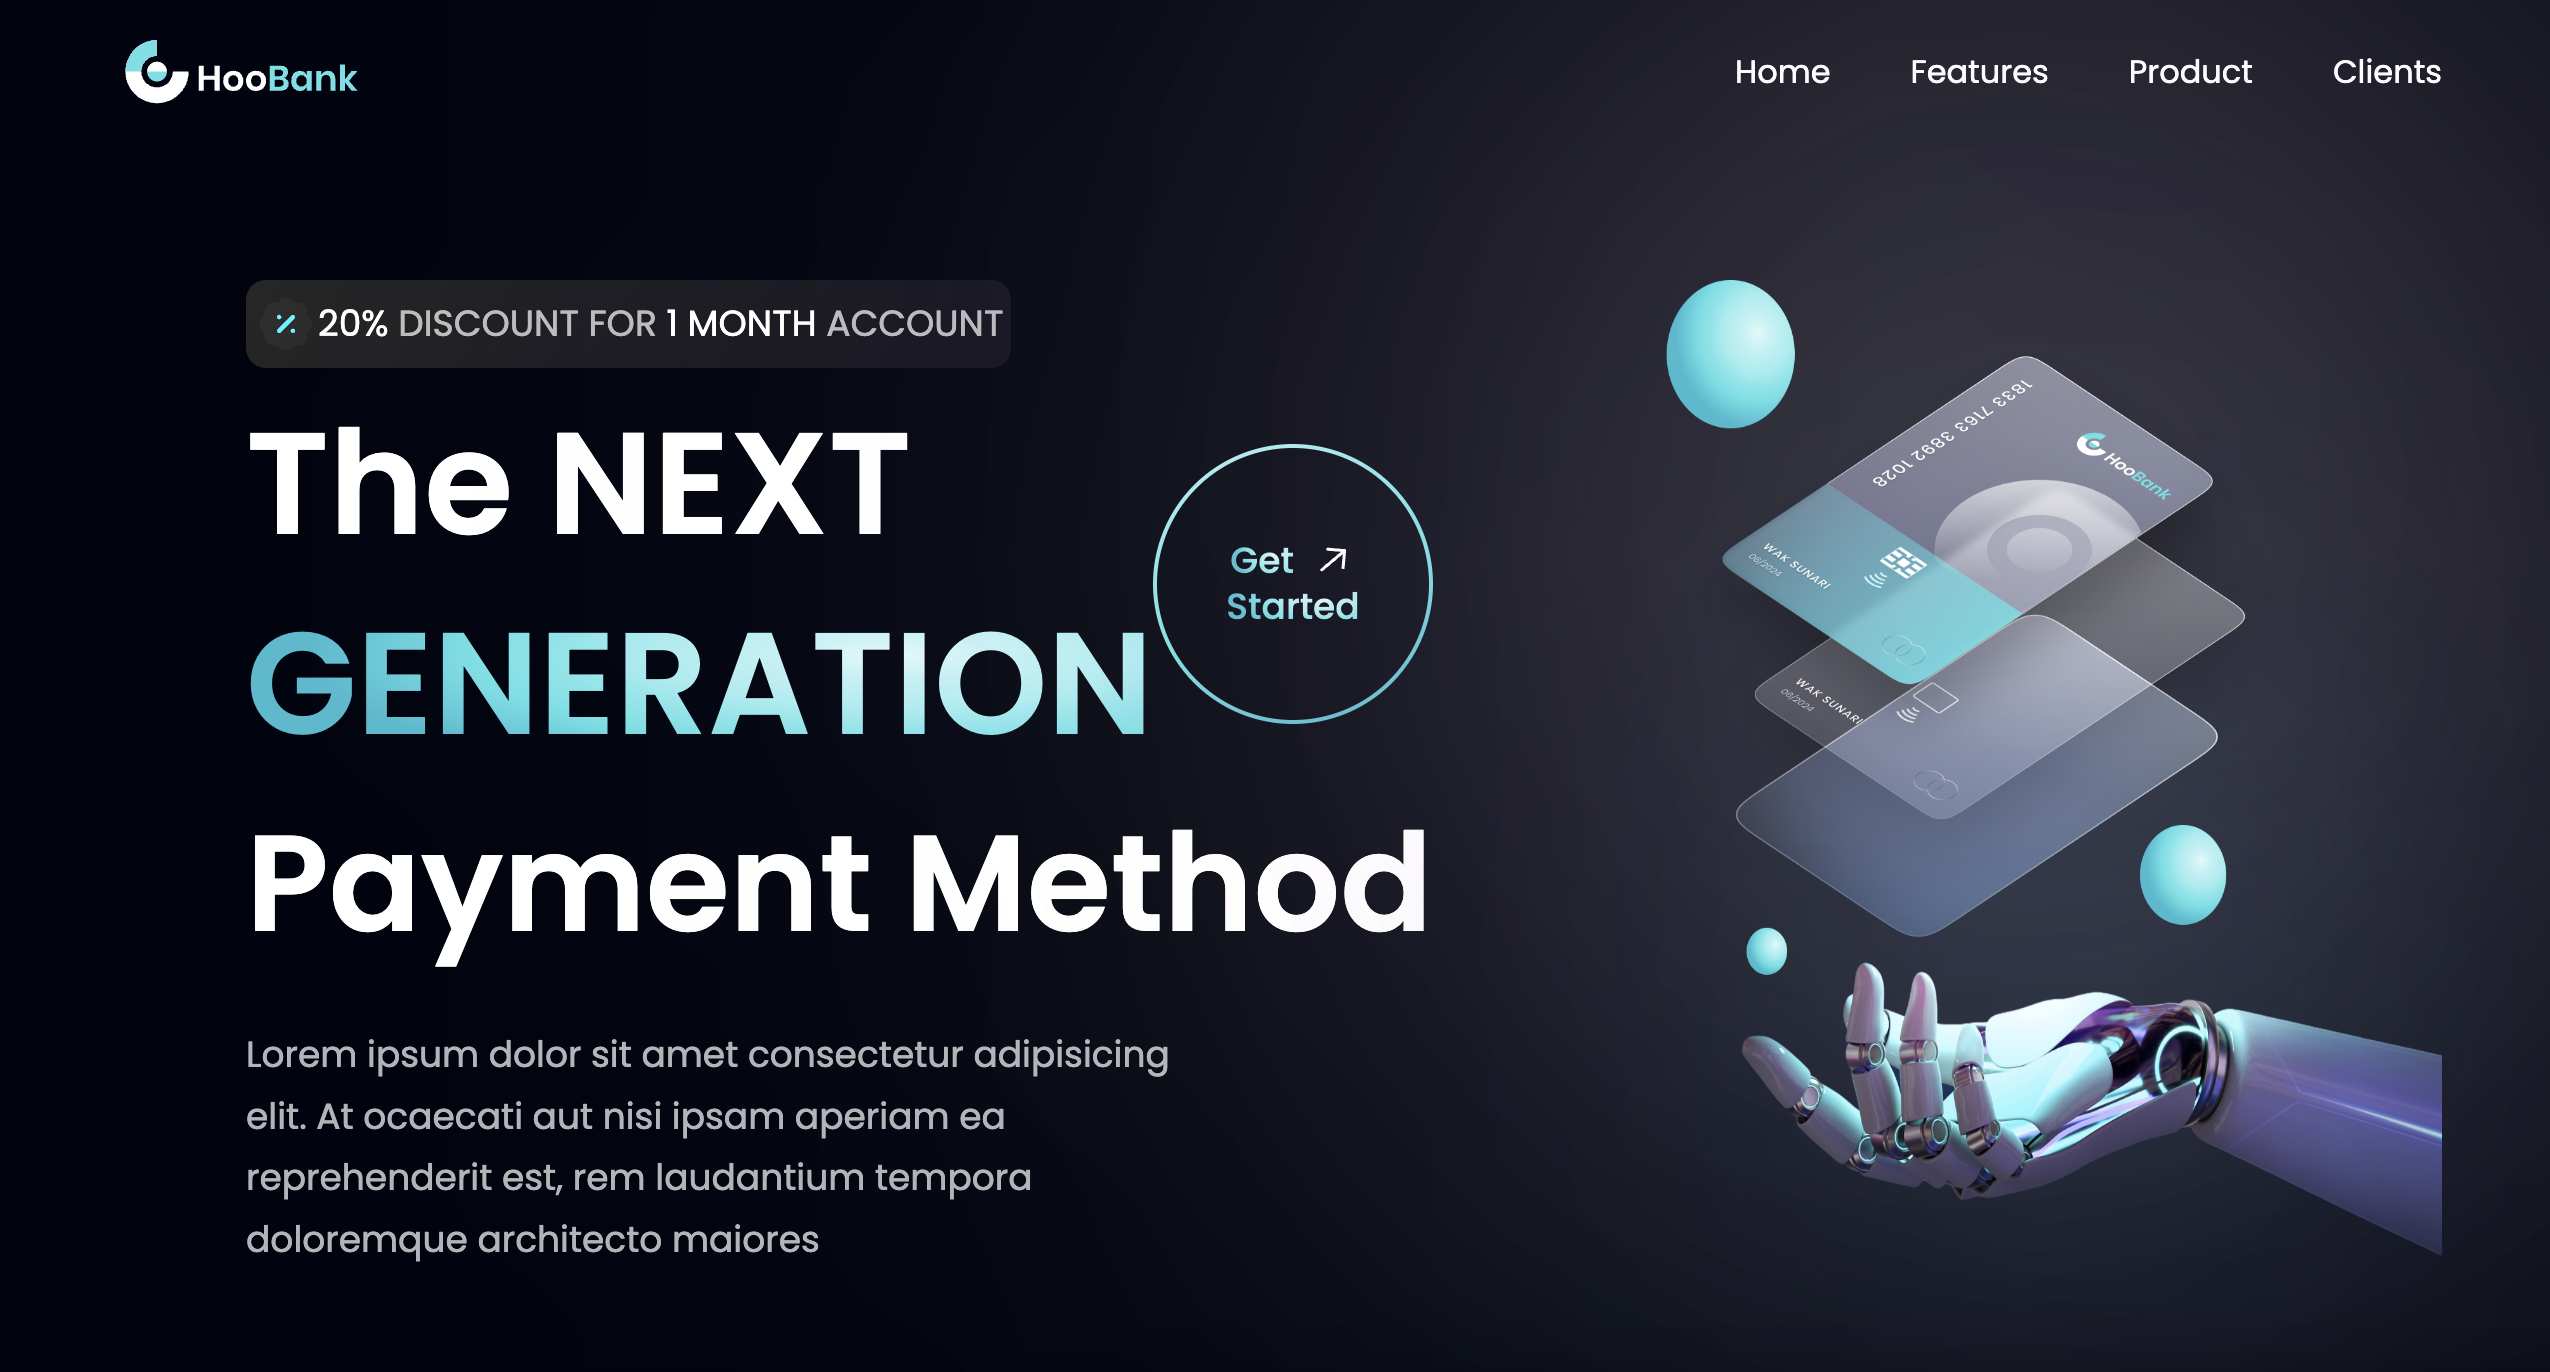 HooBank
Home
Features
Product
Clients
20% DISCOUNT FOR 1 MONTH ACCOUNT
The NEXT
GENERATION
Payment Method
Get
Started
Lorem ipsum dolor sit amet consectetur adipisicing
elit. At ocaecati aut nisi ipsam aperiam ea
reprehenderit est, rem laudantium tempora
doloremque architecto maiores
1833 7163 3892 1028
HooBank
WAK SUNARI
08/2024
WAK SUNARI
08/2024